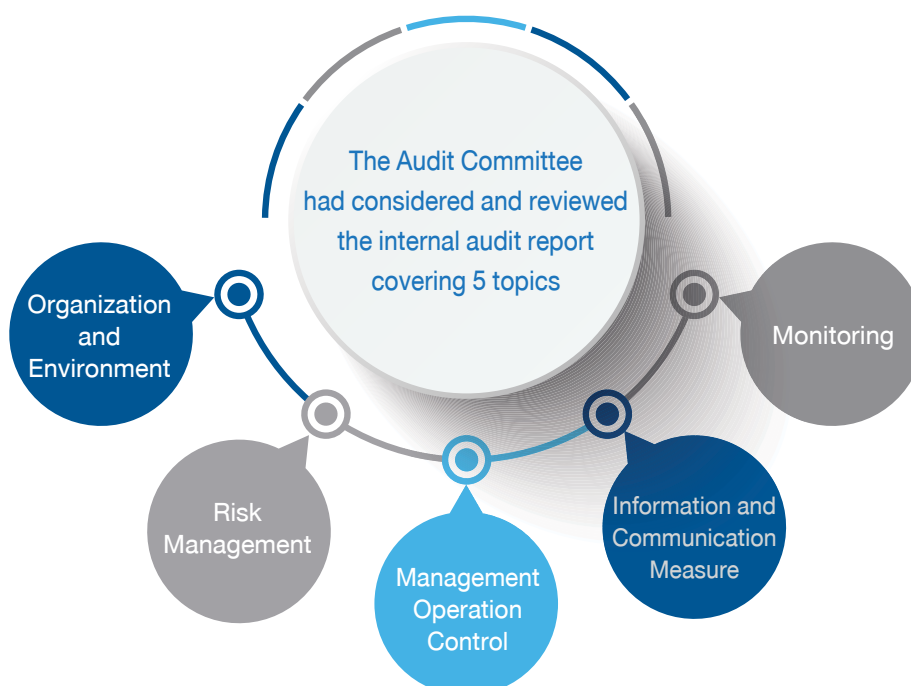 The Audit Committee
had considered and reviewed
the internal audit report
covering 5 topics
Organization
and
Environment
Risk
Management
Management
Operation
Control
Information and
Communication
Measure
Monitoring